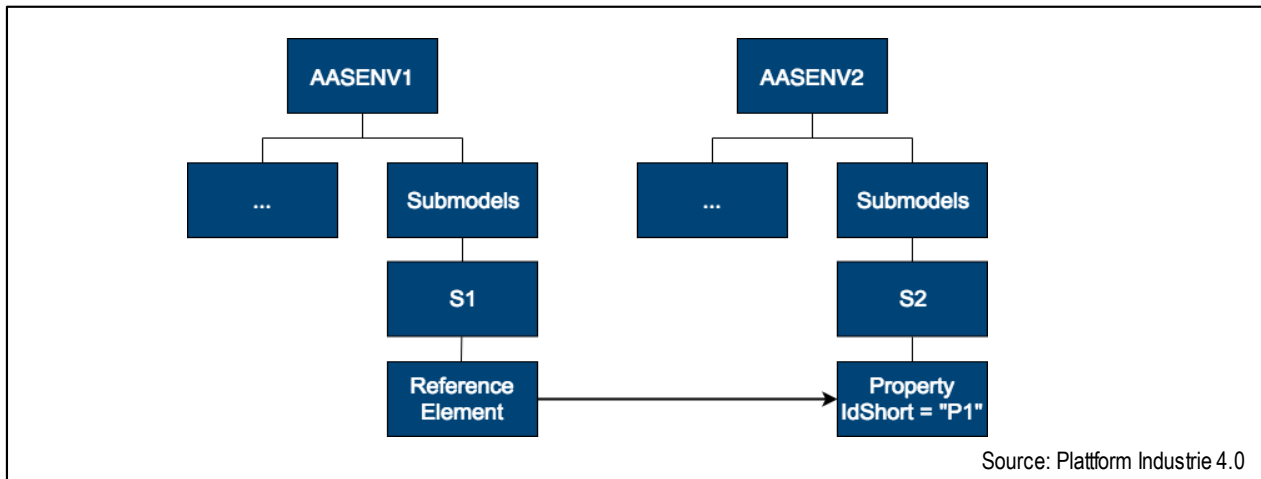 AASENV1
AASENV2
...
Submodels
...
Submodels
S1
S2
Reference
Element
Property
IdShort = "P1"
Source: Plattform Industrie 4.0